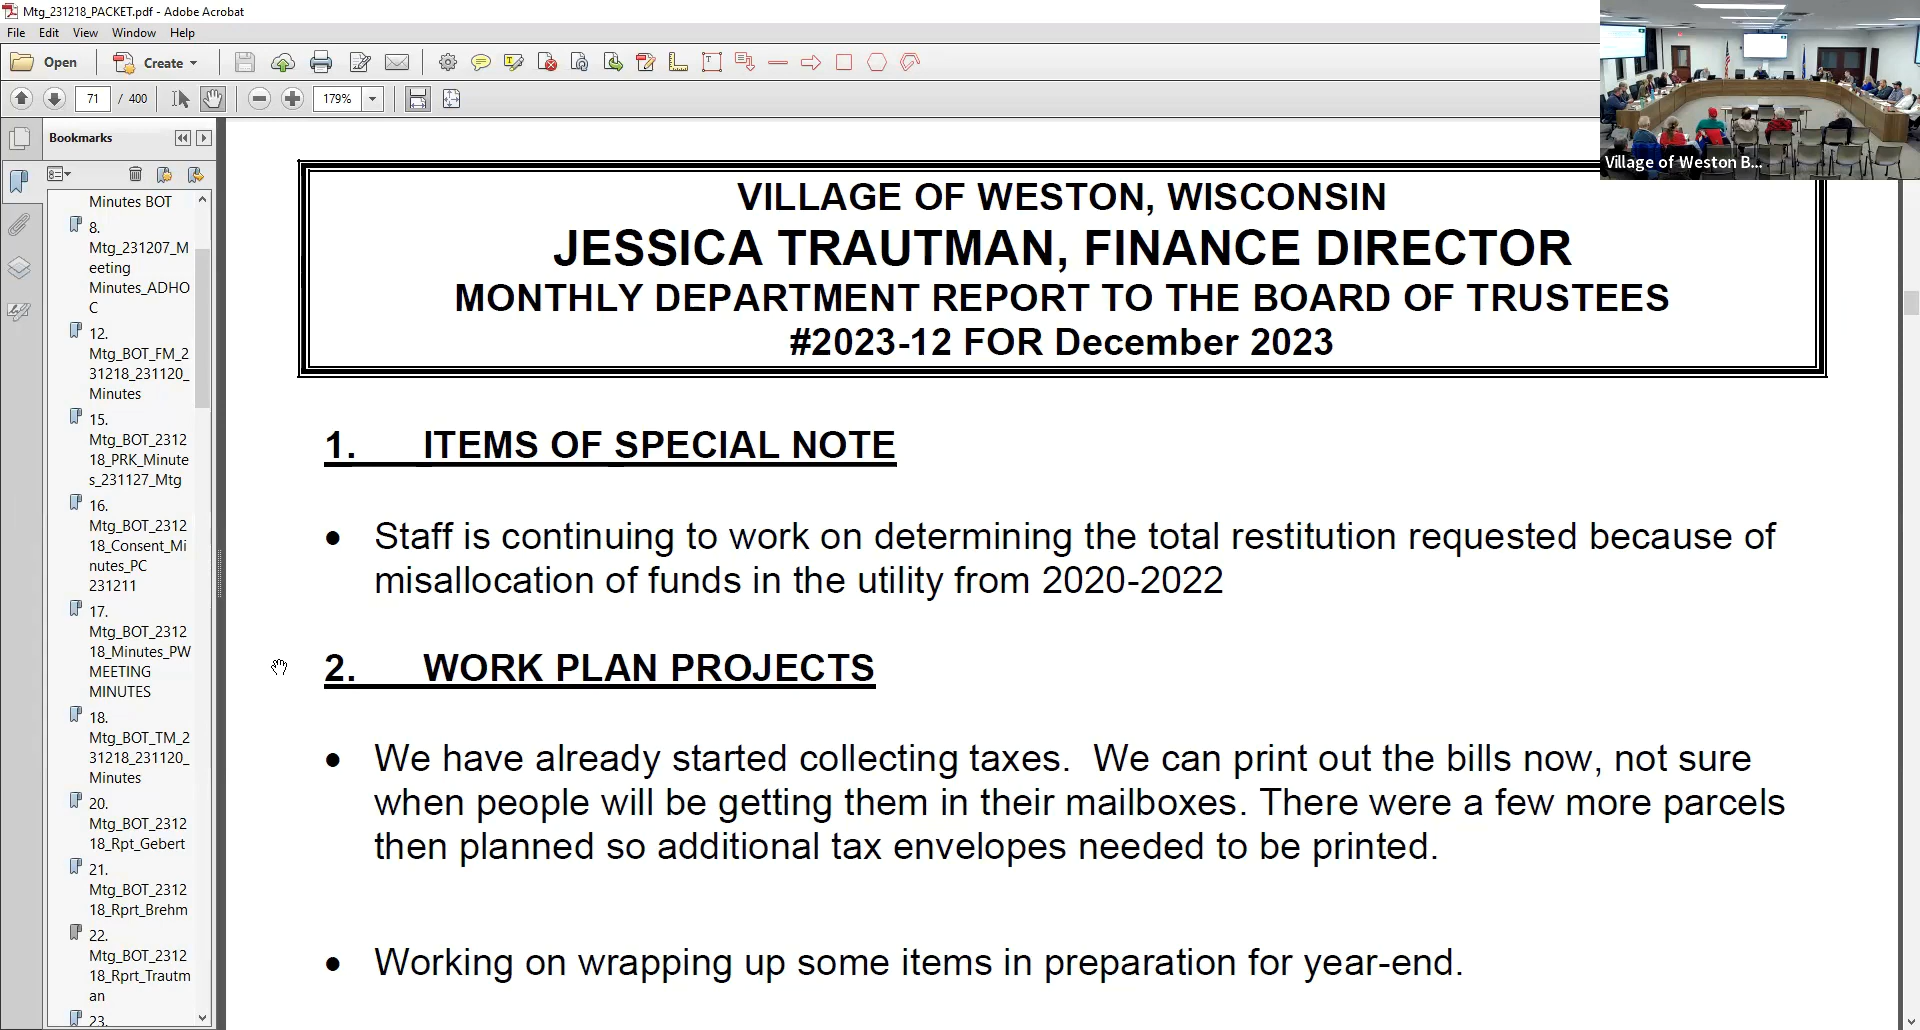 Mtg_231218_PACKET.pdf - Adobe Acrobat
File Edit View Window Help
Open Create
71 / 400 179%
Bookmarks
Minutes BOT
8.
Mtg_231207_M
eeting
Minutes_ADHO
C
12.
Mtg_BOT_FM_2
31218_231120_
Minutes
15.
Mtg_BOT_2312
18_PRK_Minute
s_231127_Mtg
16.
Mtg_BOT_2312
18_Consent_Mi
nutes_PC
231211
17.
Mtg_BOT_2312
18_Minutes_PW
MEETING
MINUTES
18.
Mtg_BOT_TM_2
31218_231120_
Minutes
20.
Mtg_BOT_2312
18_Rpt_Gebert
21.
Mtg_BOT_2312
18_Rprt_Brehm
22.
Mtg_BOT_2312
18_Rprt_Trautm
an
23.
Village of Weston B...
VILLAGE OF WESTON, WISCONSIN
JESSICA TRAUTMAN, FINANCE DIRECTOR
MONTHLY DEPARTMENT REPORT TO THE BOARD OF TRUSTEES
#2023-12 FOR December 2023
1. ITEMS OF SPECIAL NOTE
• Staff is continuing to work on determining the total restitution requested because of
misallocation of funds in the utility from 2020-2022
2. WORK PLAN PROJECTS
• We have already started collecting taxes.  We can print out the bills now, not sure
when people will be getting them in their mailboxes. There were a few more parcels
then planned so additional tax envelopes needed to be printed.
• Working on wrapping up some items in preparation for year-end.